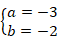 a = −3
b = −2